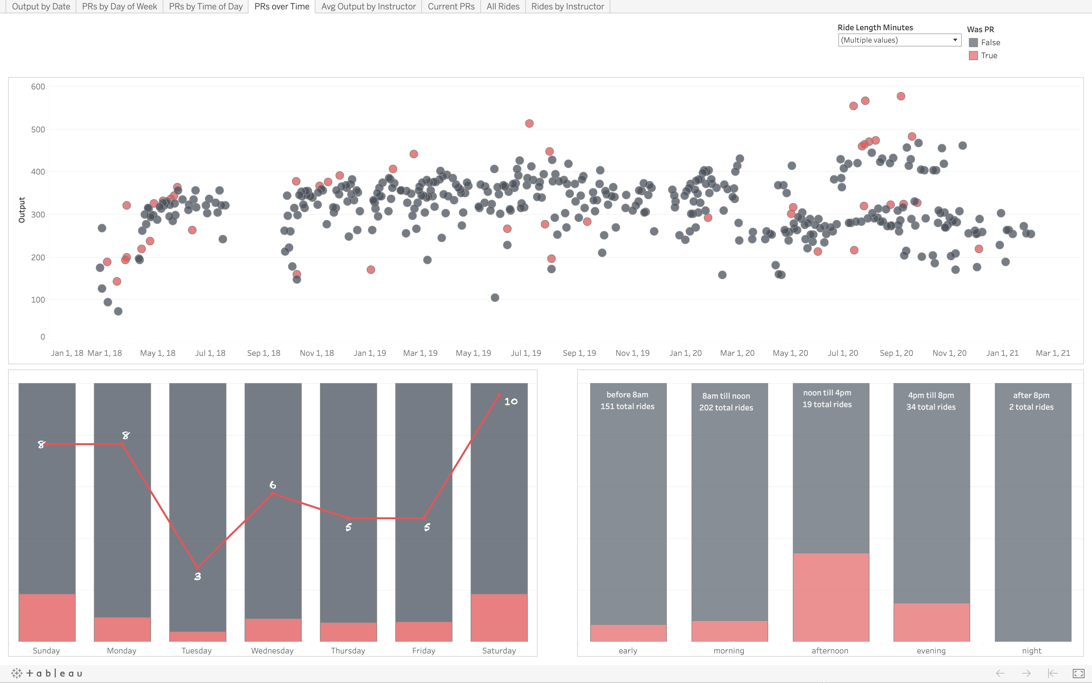 Output by Date
PRs by Day of Week
PRs by Time of Day
PRs over Time
Avg Output by Instructor
Current PRs
All Rides
Rides by Instructor
Ride Length Minutes
(Multiple values)
Was PR
False
True
600
500
400
300
200
100
0
Output
Jan 1, 18
Mar 1, 18
May 1, 18
Jul 1, 18
Sep 1, 18
Nov 1, 18
Jan 1, 19
Mar 1, 19
May 1, 19
Jul 1, 19
Sep 1, 19
Nov 1, 19
Jan 1, 20
Mar 1, 20
May 1, 20
Jul 1, 20
Sep 1, 20
Nov 1, 20
Jan 1, 21
Mar 1, 21
8
8
3
6
5
5
10
Sunday
Monday
Tuesday
Wednesday
Thursday
Friday
Saturday
before 8am
151 total rides
8am till noon
202 total rides
noon till 4pm
19 total rides
4pm till 8pm
34 total rides
after 8pm
2 total rides
early
morning
afternoon
evening
night
+ableau